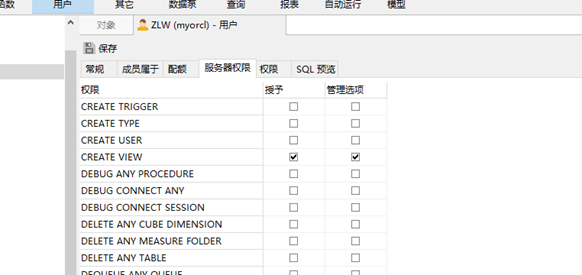 函数 用户 其它 数据泵 查询 报表 自动运行 模型
对象 ZLW (myorcl) - 用户
保存
常规 成员属于 配额 服务器权限 权限 SQL 预览
权限 授予 管理选项
CREATE TRIGGER
CREATE TYPE
CREATE USER
CREATE VIEW
DEBUG ANY PROCEDURE
DEBUG CONNECT ANY
DEBUG CONNECT SESSION
DELETE ANY CUBE DIMENSION
DELETE ANY MEASURE FOLDER
DELETE ANY TABLE
DEQUEUE ANY QUEUE